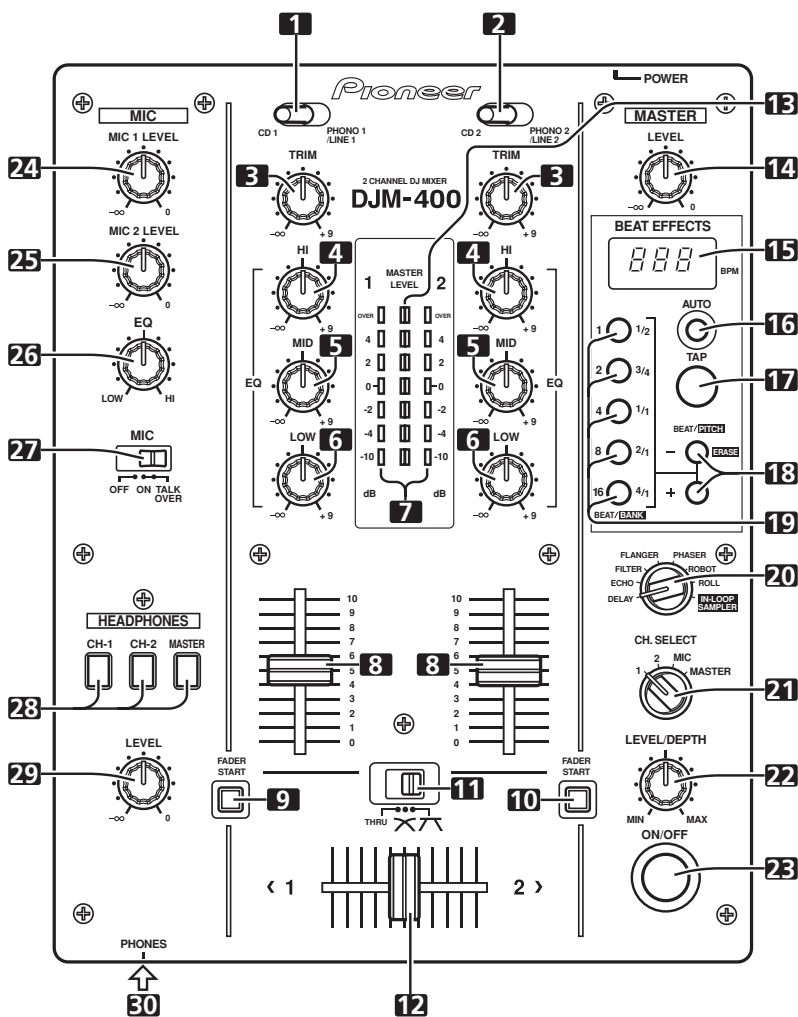 1
2
POWER
Pioneer
13
MIC
CD 1
PHONO 1
/LINE 1
CD 2
PHONO 2
/LINE 2
MASTER
MIC 1 LEVEL
TRIM
TRIM
LEVEL
24
3
2 CHANNEL DJ MIXER
3
14
DJM-400
–∞ 0
–∞ +9
–∞ +9
–∞ 0
MIC 2 LEVEL
BEAT EFFECTS
25
HI
HI
888
BPM
15
4
1
MASTER
LEVEL
2
4
–∞ 0
–∞ +9
–∞ +9
AUTO
16
EQ
OVER
OVER
1
1/2
26
4
4
TAP
MID
5
2
2
5
MID
2
3/4
17
LOW HI
EQ
0
0
EQ
4
1/1
BEAT/PITCH
–∞ +9
-2
-2
–∞ +9
MIC
LOW
6
-4
-4
6
LOW
8
2/1
–
ERASE
18
27
-10
-10
16
4/1
+
OFF ON TALK
OVER
dB
7
dB
BEAT/BANK
19
–∞ +9
–∞ +9
FLANGER
PHASER
FILTER
ROBOT
20
ECHO
ROLL
DELAY
IN-LOOP
SAMPLER
HEADPHONES
10
9
8
7
6
5
4
3
2
1
0
10
9
8
7
6
5
4
3
2
1
0
CH-1
CH-2
MASTER
CH. SELECT
8
8
1
2
MIC
MASTER
28
21
LEVEL
LEVEL/DEPTH
29
FADER
START
FADER
START
22
–∞ 0
9
11
10
MIN MAX
THRU
ON/OFF
23
‹ 1
2 ›
PHONES
30
12